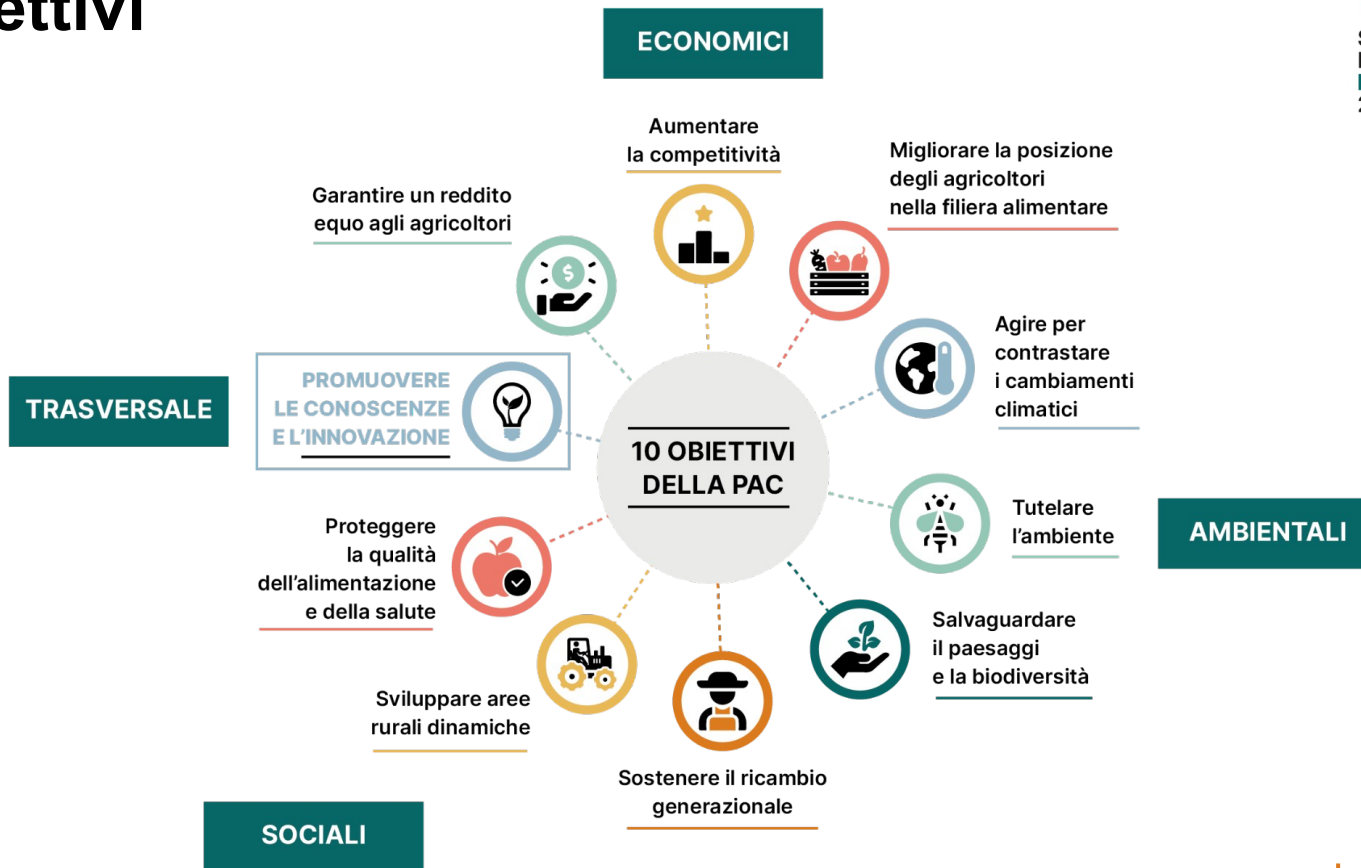 ettivi
ECONOMICI
Aumentare
la competitività
Migliorare la posizione
degli agricoltori
nella filiera alimentare
Garantire un reddito
equo agli agricoltori
$
Agire per
contrastare
i cambiamenti
climatici
TRASVERSALE
PROMUOVERE
LE CONOSCENZE
E L'INNOVAZIONE
10 OBIETTIVI
DELLA PAC
Tutelare
l'ambiente
AMBIENTALI
Proteggere
la qualità
dell'alimentazione
e della salute
Salvaguardare
il paesaggi
e la biodiversità
Sviluppare aree
rurali dinamiche
Sostenere il ricambio
generazionale
SOCIALI